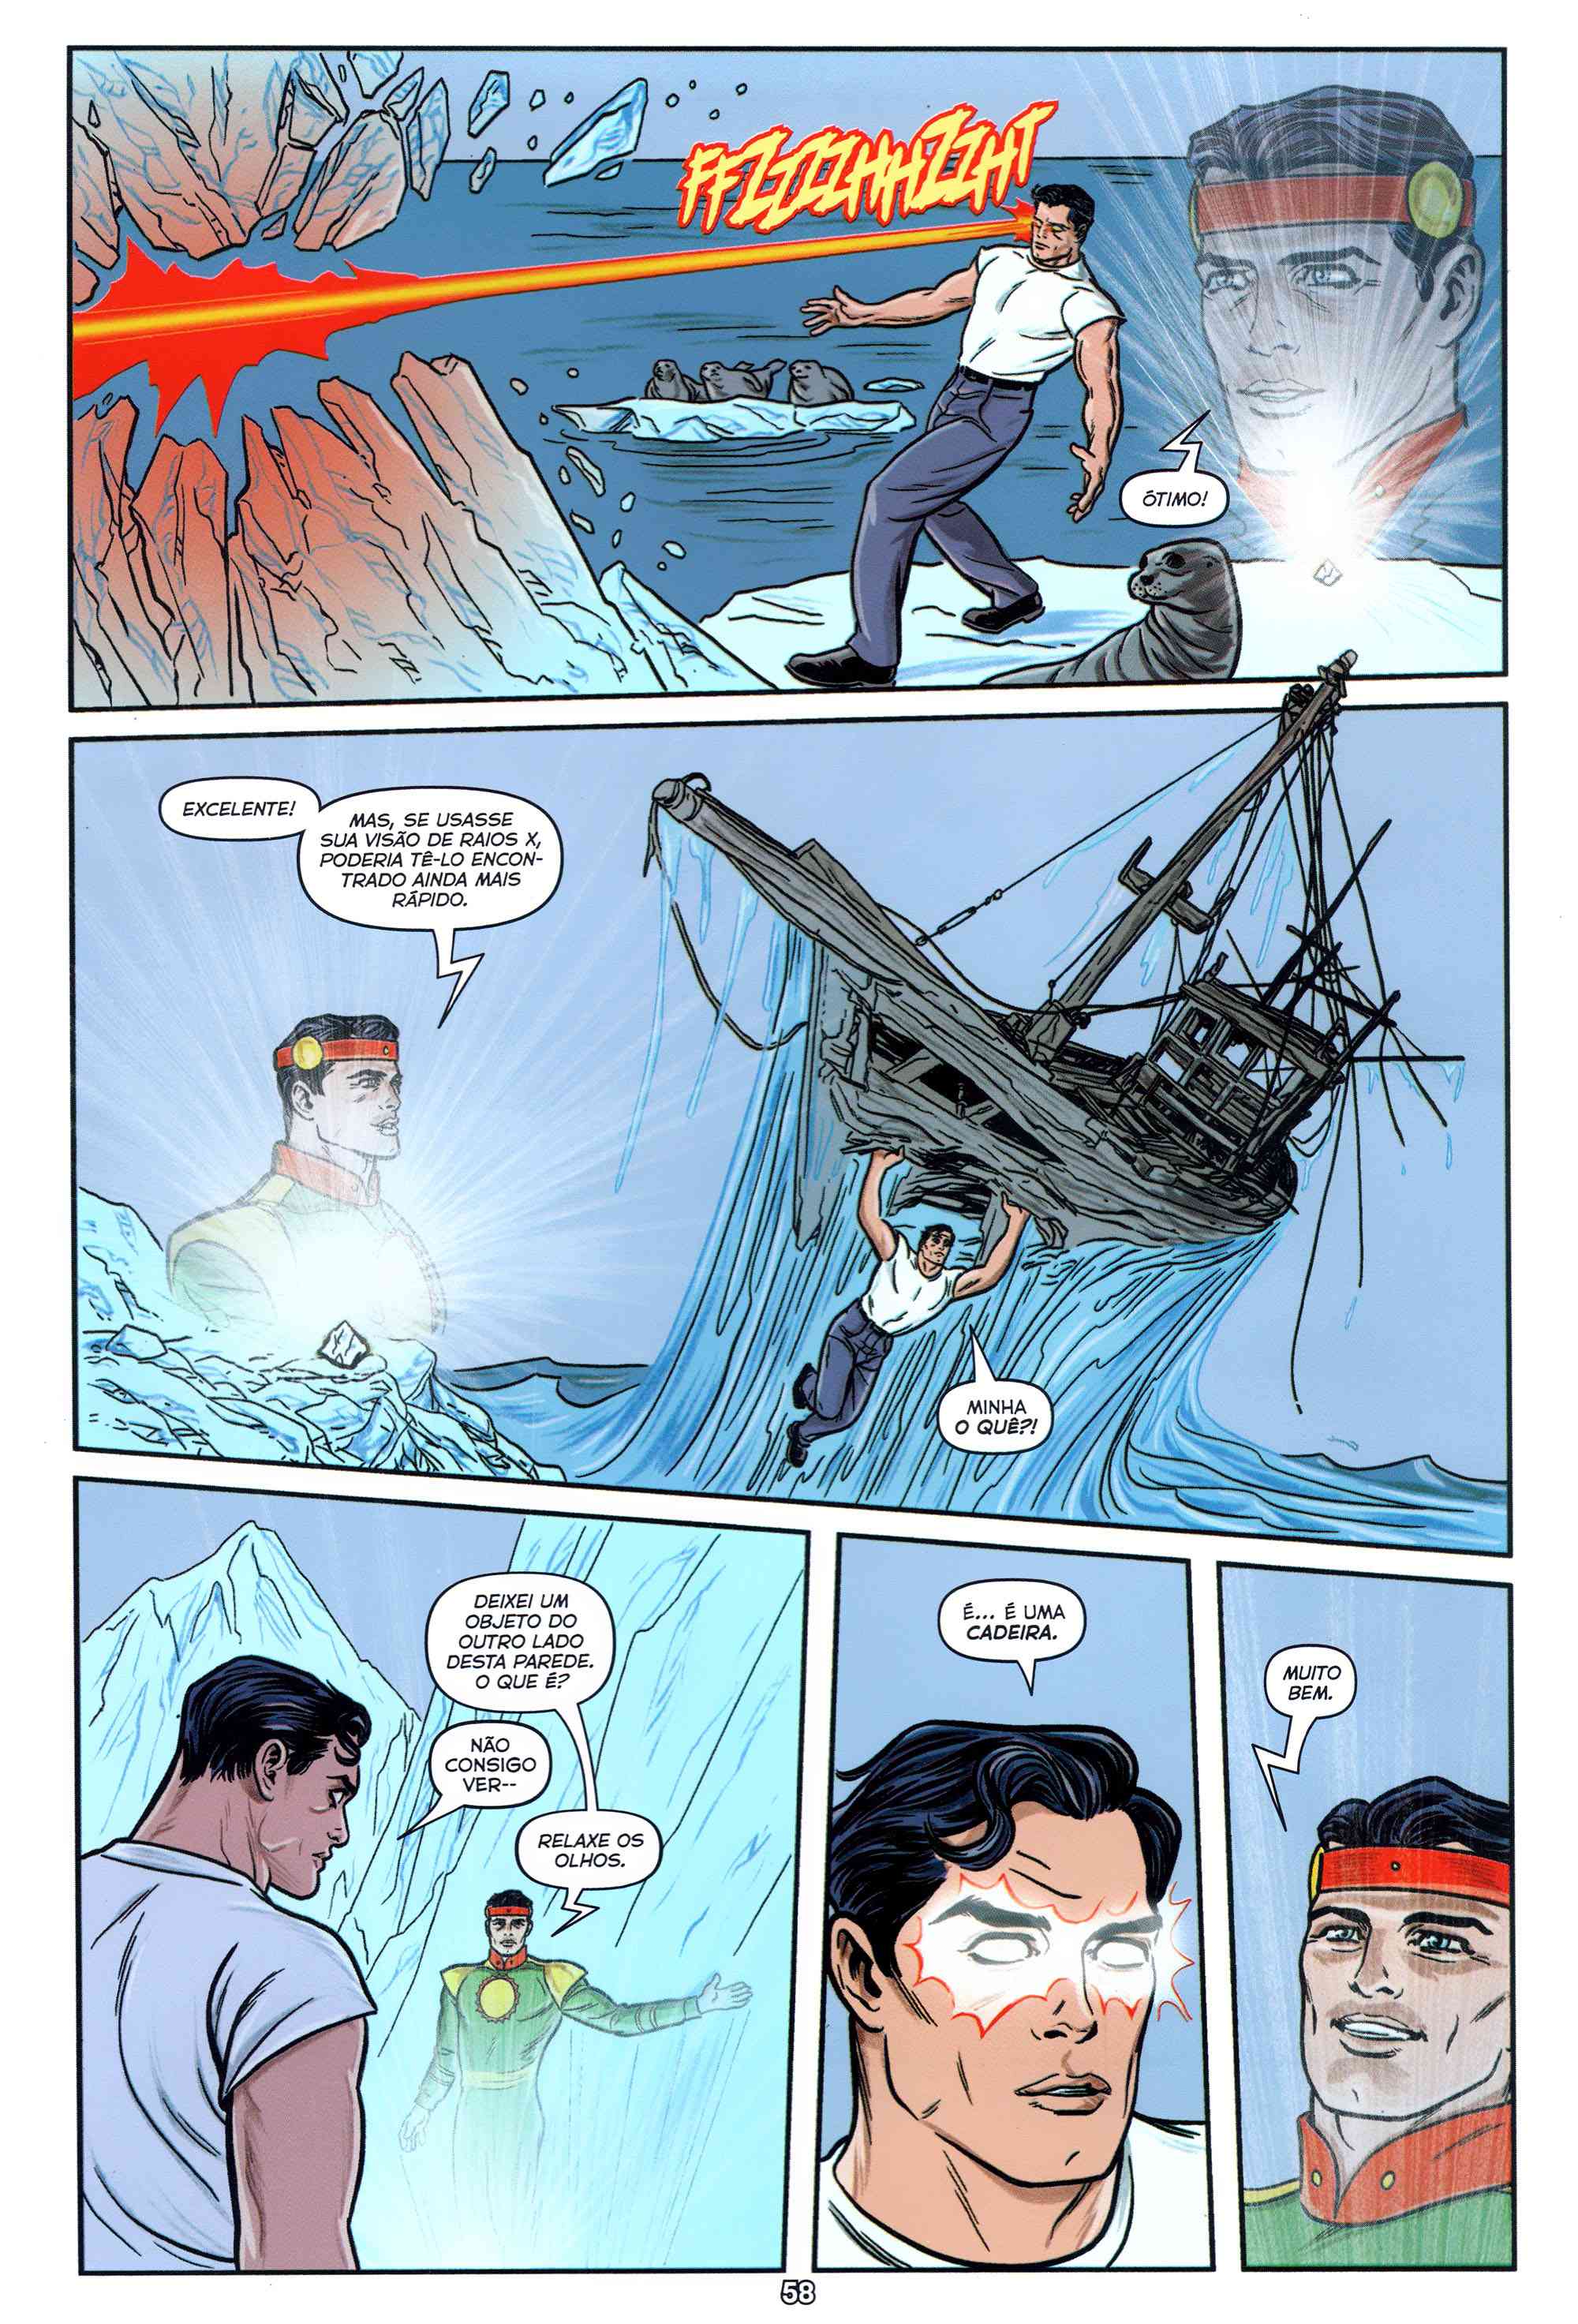 FFZZZZHHZZHT
ÓTIMO!
EXCELENTE!
MAS, SE USASSE
SUA VISÃO DE RAIOS X,
PODERIA TÊ-LO ENCON-
TRADO AINDA MAIS
RÁPIDO.
MINHA
O QUÊ?!
DEIXEI UM
OBJETO DO
OUTRO LADO
DESTA PAREDE.
O QUE É?
NÃO
CONSIGO
VER--
RELAXE OS
OLHOS.
É... É UMA
CADEIRA.
MUITO
BEM.
58